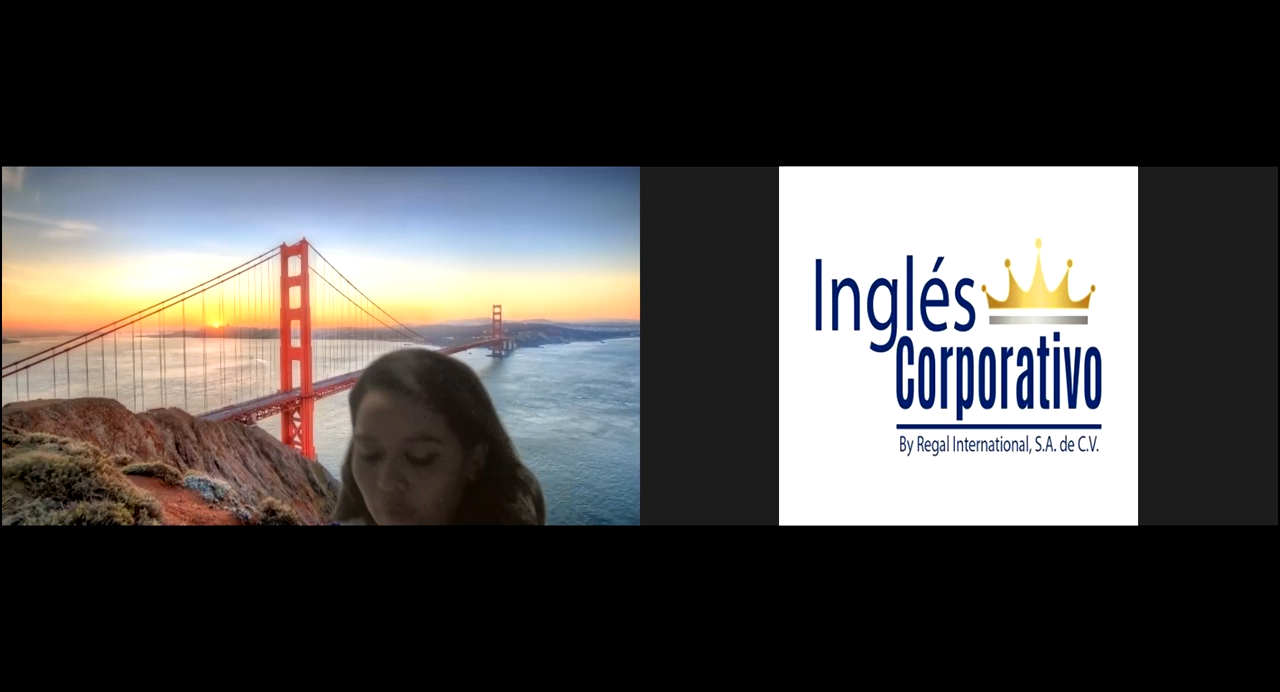 Inglés
Corporativo
By Regal International, S.A. de C.V.